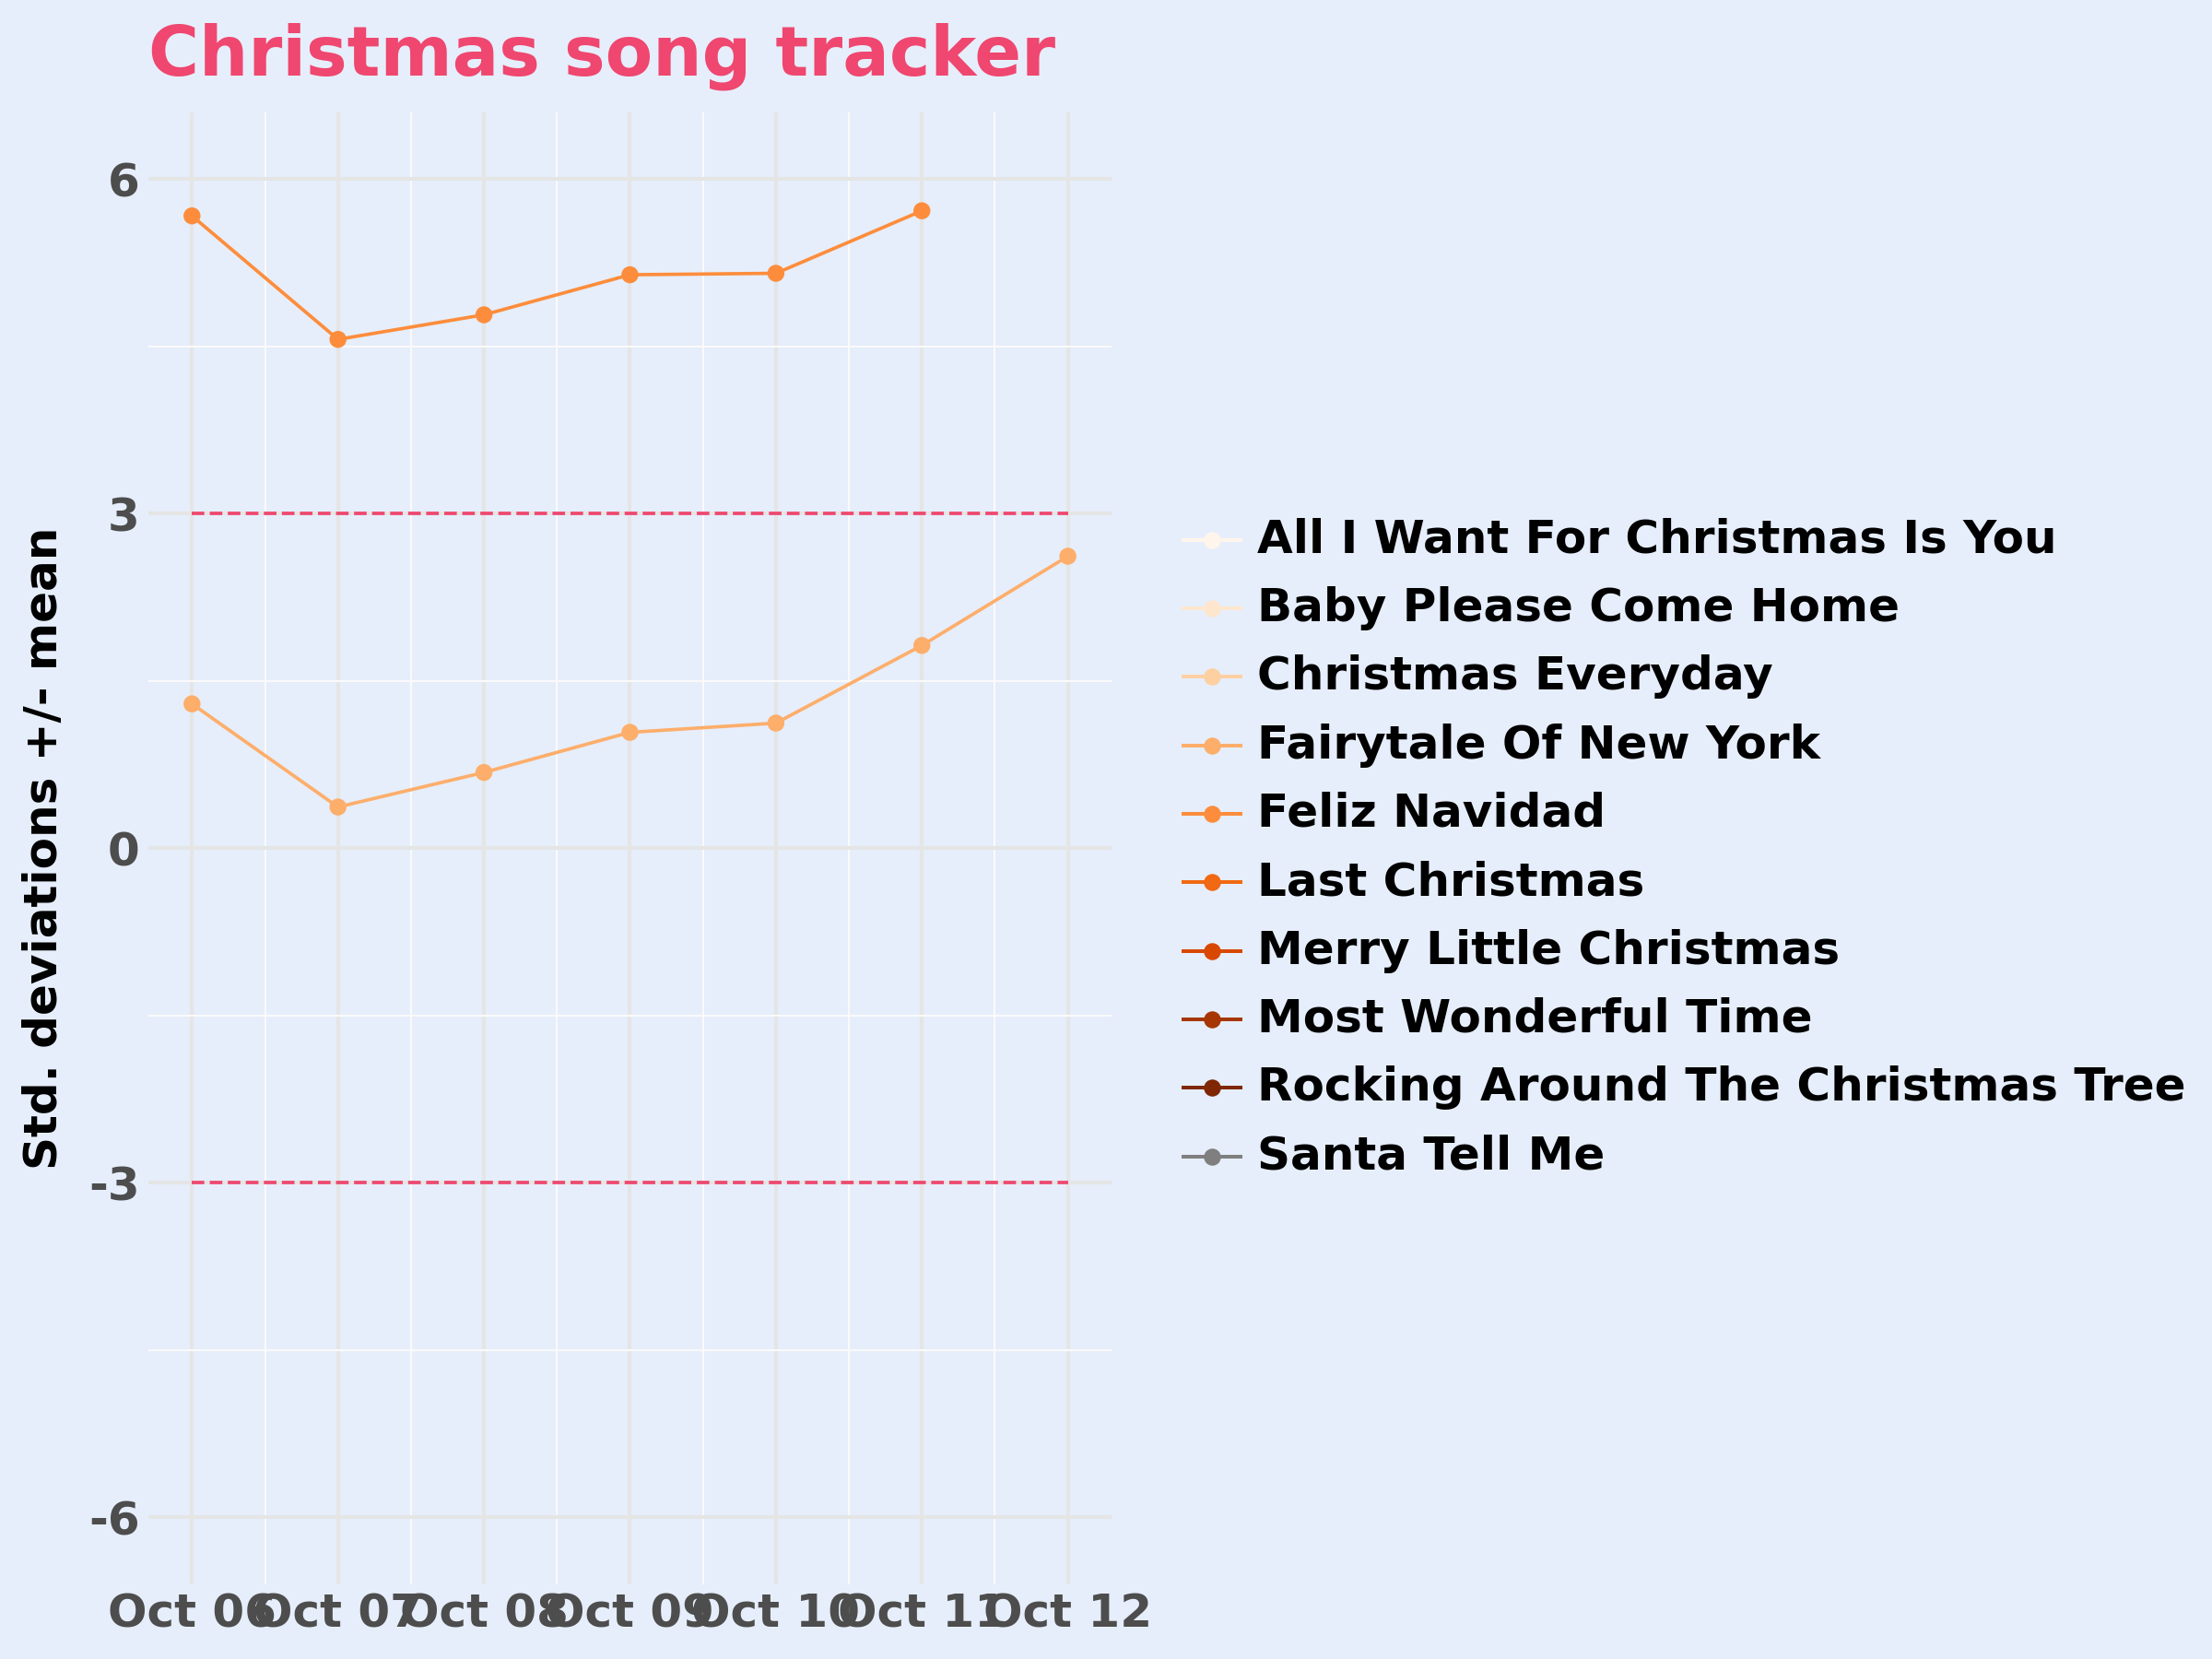 Christmas song tracker
Std. deviations +/- mean
6
3
0
-3
-6
Oct 06
Oct 07
Oct 08
Oct 09
Oct 10
Oct 11
Oct 12
All I Want For Christmas Is You
Baby Please Come Home
Christmas Everyday
Fairytale Of New York
Feliz Navidad
Last Christmas
Merry Little Christmas
Most Wonderful Time
Rocking Around The Christmas Tree
Santa Tell Me